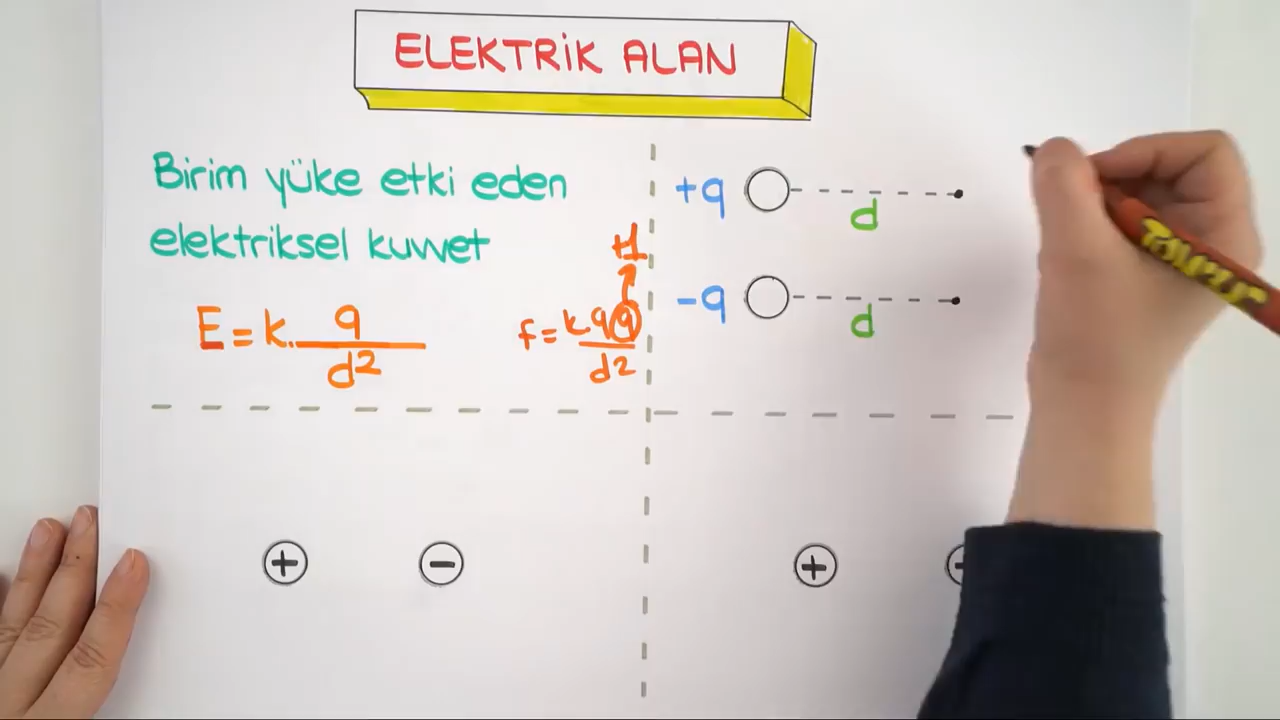 ELEKTRİK ALAN
Birim yüke etki eden
elektriksel kuvvet
+1
E = k. q
d²
f = k q q
d²
+q
d
-q
d
+
−
+